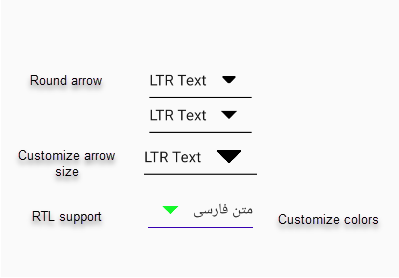 Round arrow
LTR Text
LTR Text
Customize arrow
size
LTR Text
RTL support
متن فارسی
Customize colors